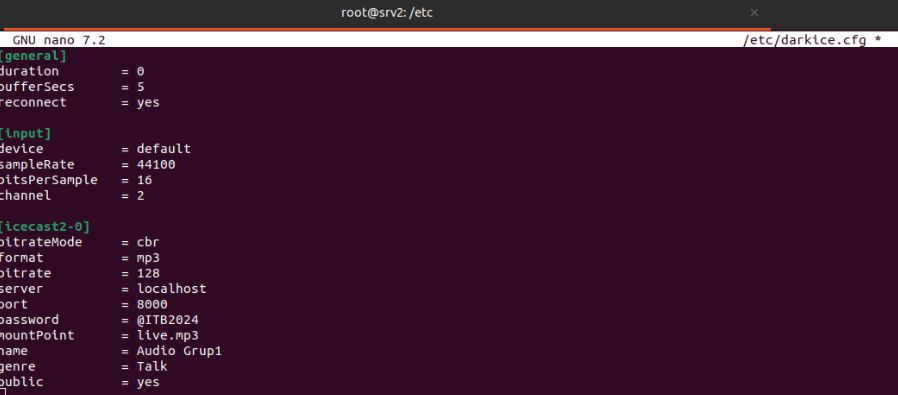 root@srv2: /etc
GNU nano 7.2 /etc/darkice.cfg *
[general]
duration = 0
bufferSecs = 5
reconnect = yes
[input]
device = default
sampleRate = 44100
bitsPerSample = 16
channel = 2
[icecast2-0]
bitrateMode = cbr
format = mp3
bitrate = 128
server = localhost
port = 8000
password = @ITB2024
mountPoint = live.mp3
name = Audio Grup1
genre = Talk
public = yes